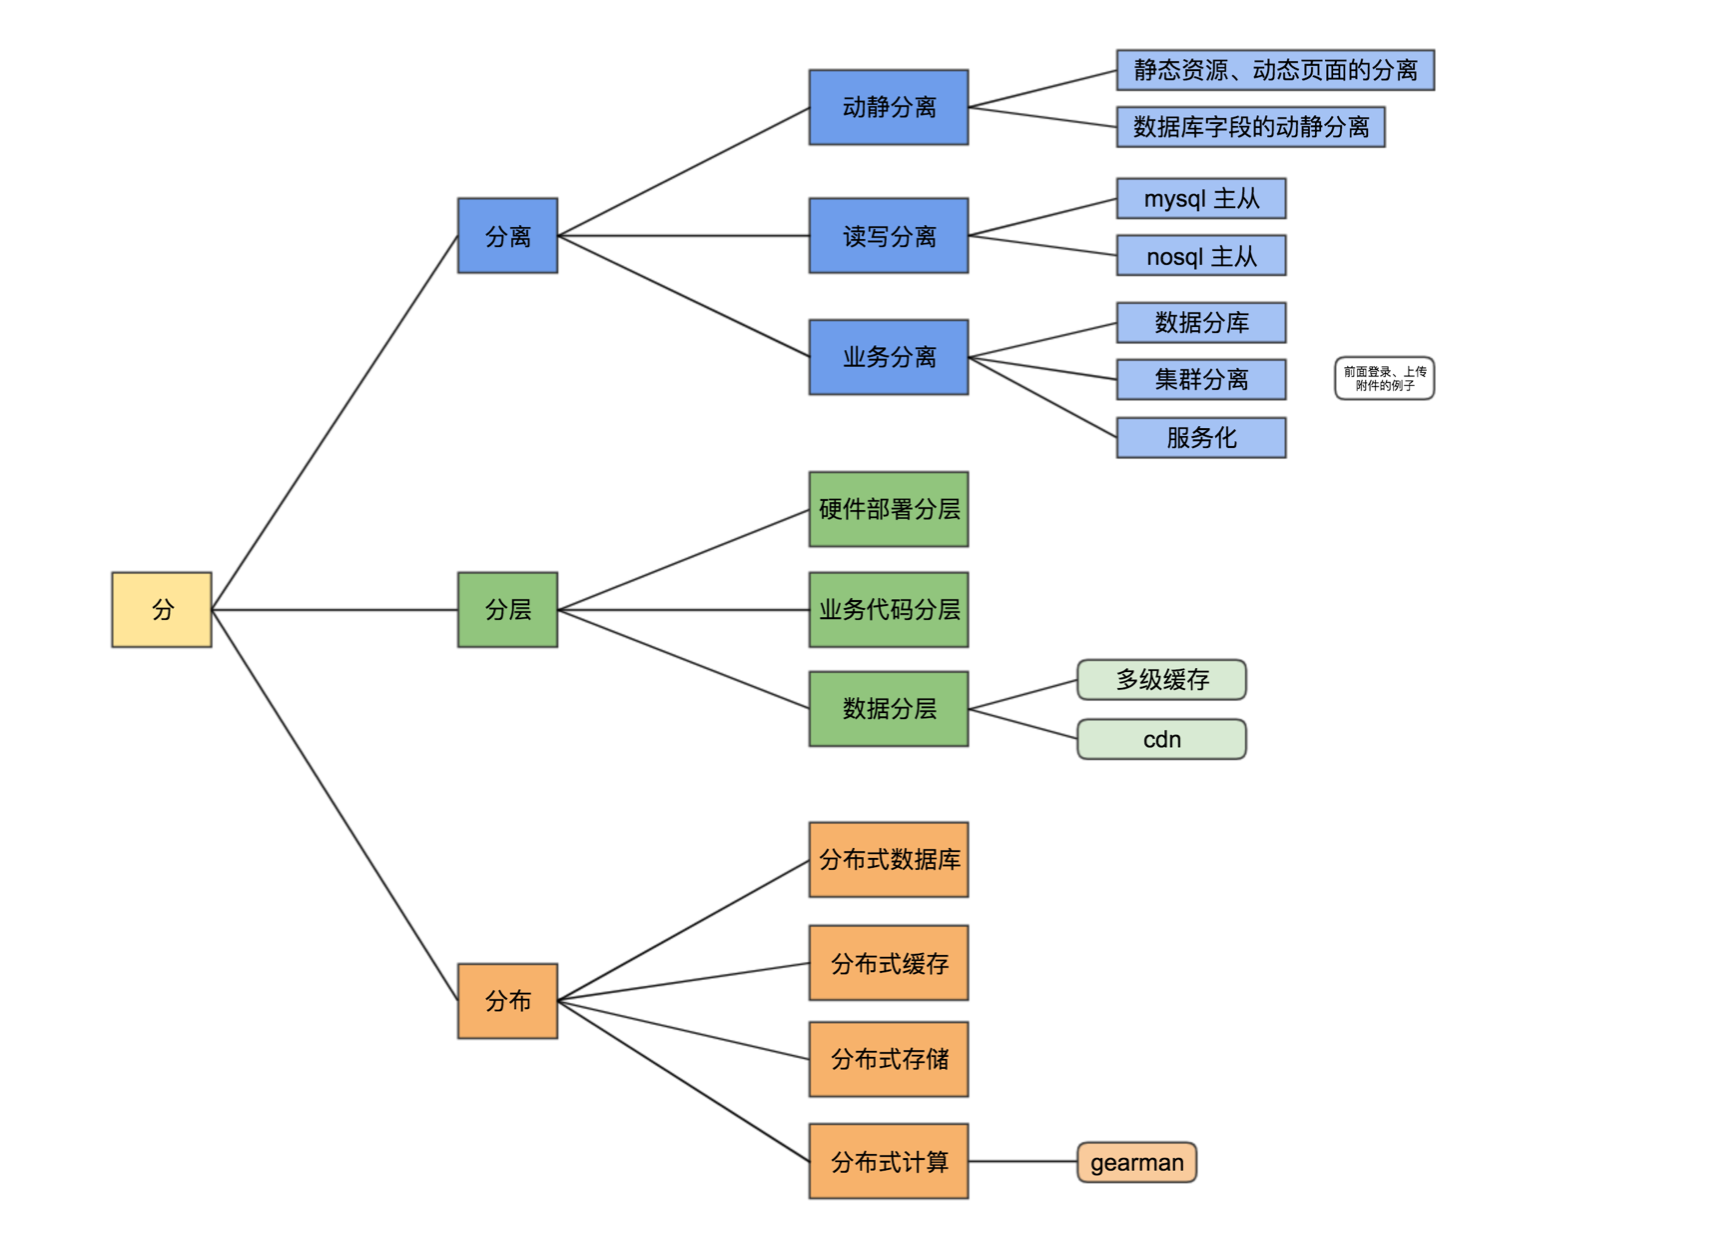 分
分离
动静分离
静态资源、动态页面的分离
数据库字段的动静分离
读写分离
mysql 主从
nosql 主从
业务分离
数据分库
集群分离
前面登录、上传
附件的例子
服务化
分层
硬件部署分层
业务代码分层
数据分层
多级缓存
cdn
分布
分布式数据库
分布式缓存
分布式存储
分布式计算
gearman